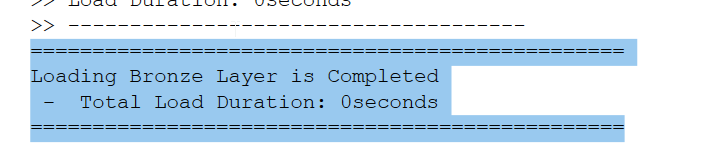 >> Load Duration: 0seconds
>> -------------------------------------
================================================
Loading Bronze Layer is Completed
 -  Total Load Duration: 0seconds
================================================